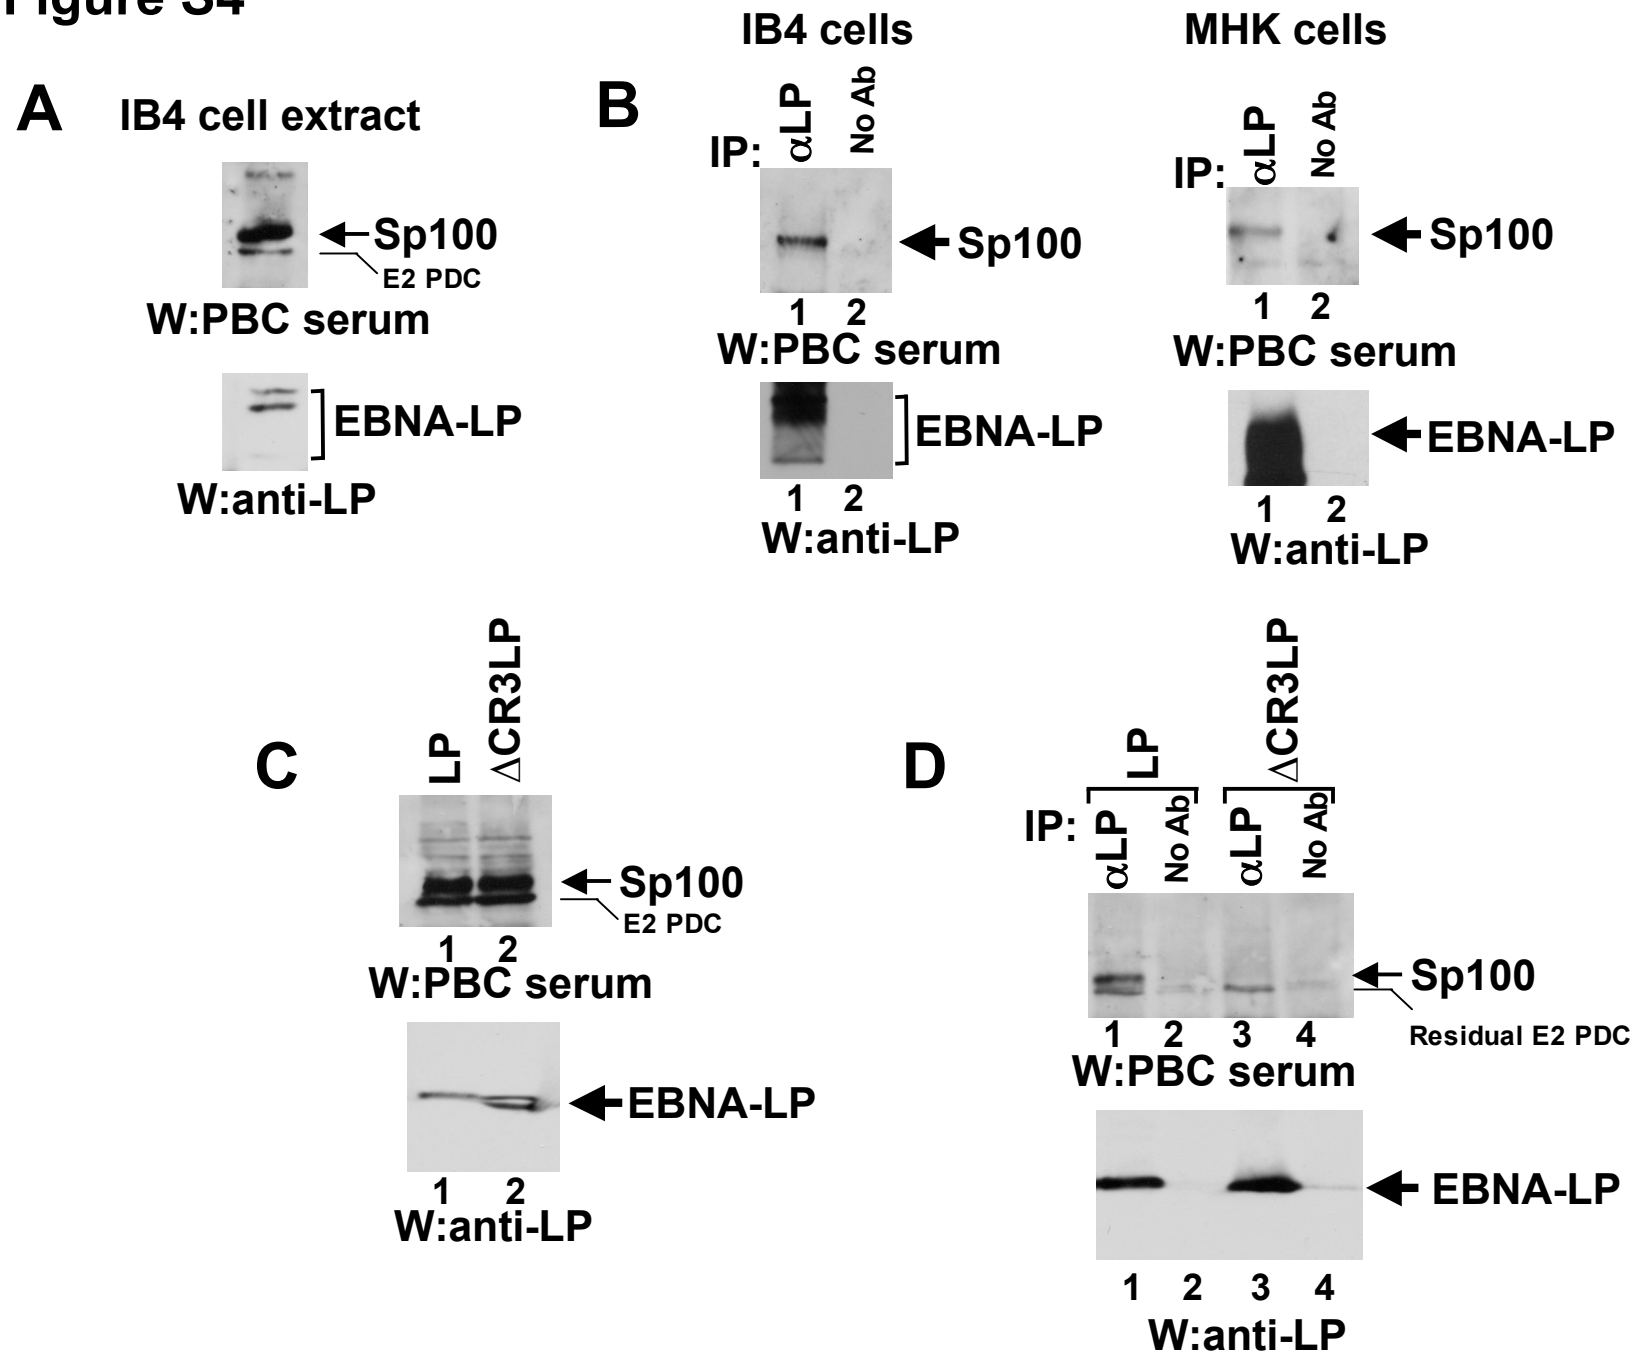 Figure S4
A
IB4 cell extract
Sp100
E2 PDC
W:PBC serum
EBNA-LP
W:anti-LP
B
IB4 cells
IP:
αLP
No Ab
Sp100
1 2
W:PBC serum
EBNA-LP
1 2
W:anti-LP
MHK cells
IP:
αLP
No Ab
Sp100
1 2
W:PBC serum
EBNA-LP
1 2
W:anti-LP
C
LP
ΔCR3LP
Sp100
E2 PDC
1 2
W:PBC serum
EBNA-LP
1 2
W:anti-LP
D
LP
ΔCR3LP
IP:
αLP
No Ab
αLP
No Ab
Sp100
Residual E2 PDC
1 2 3 4
W:PBC serum
EBNA-LP
1 2 3 4
W:anti-LP